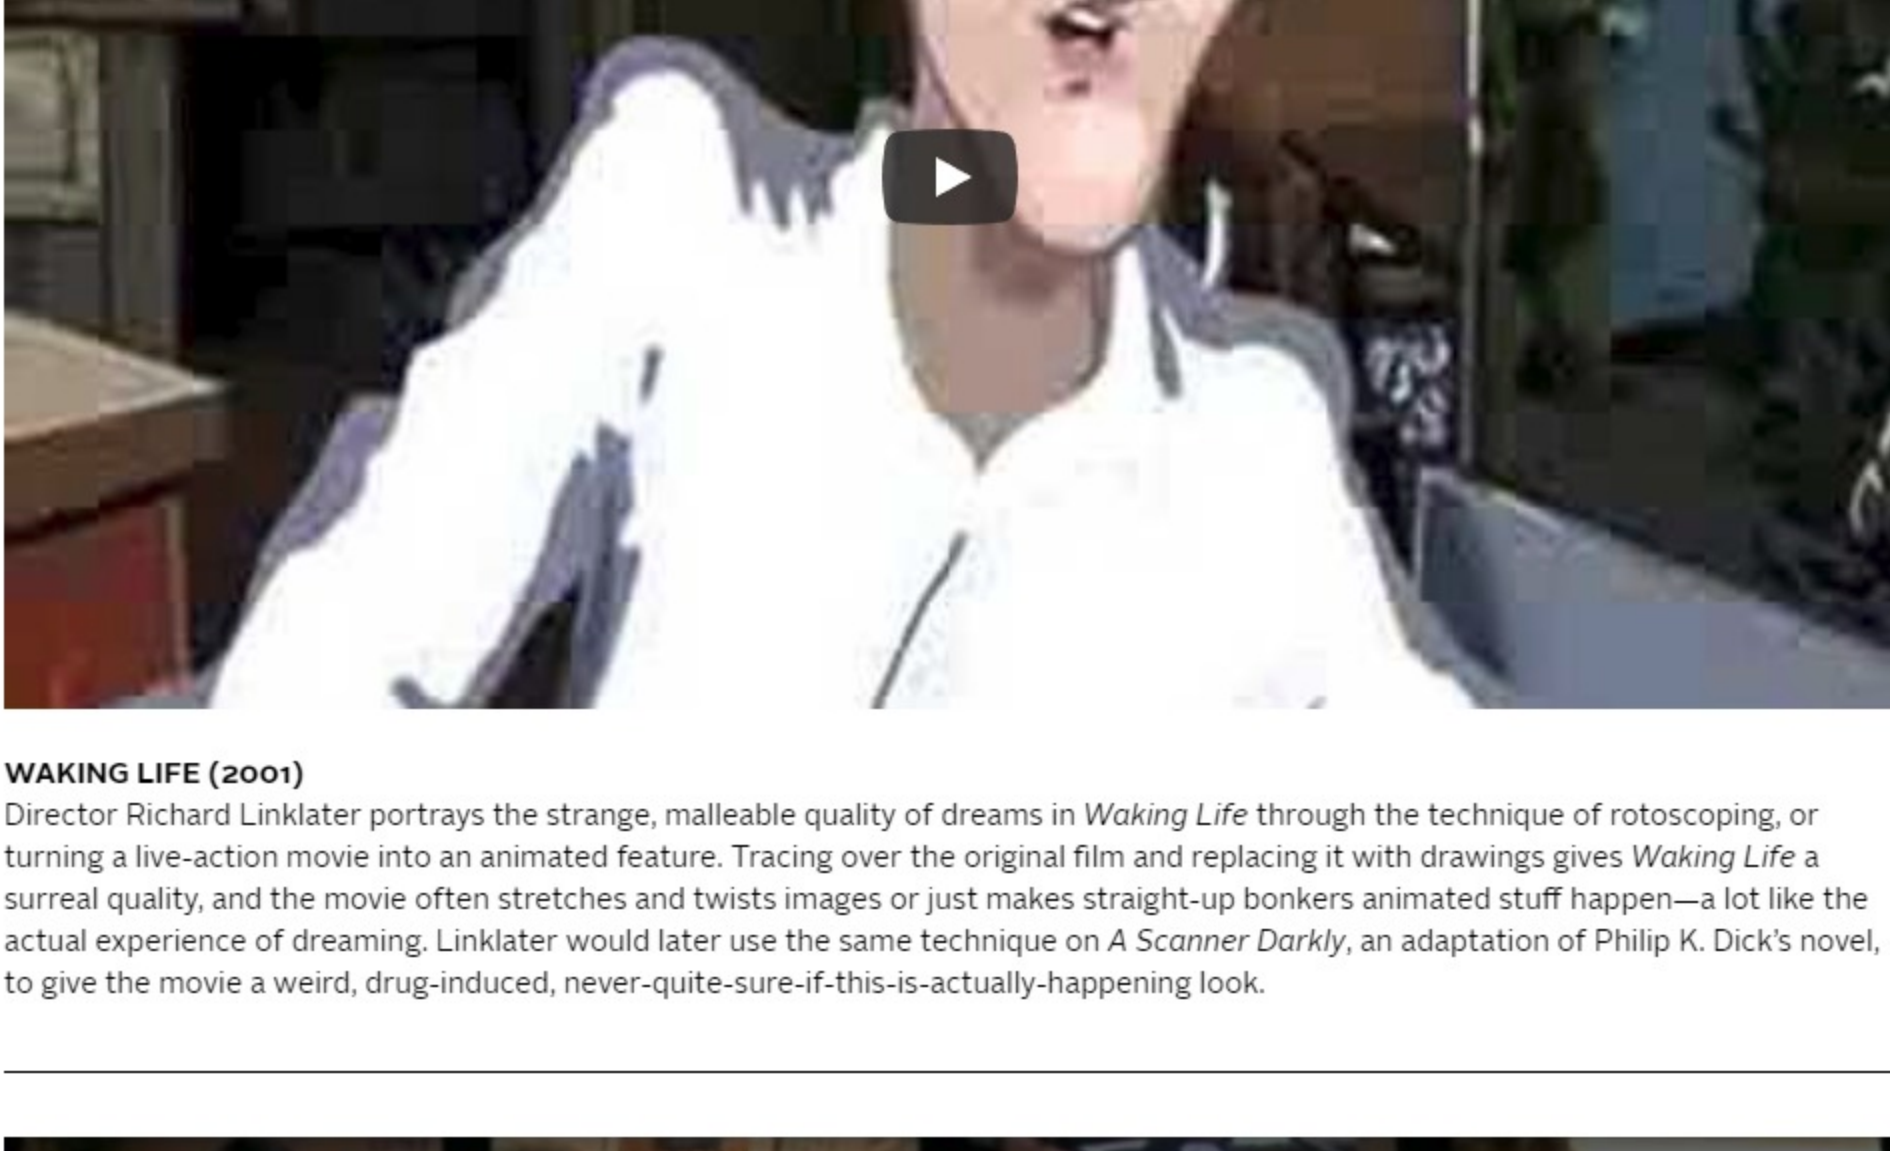 WAKING LIFE (2001)
Director Richard Linklater portrays the strange, malleable quality of dreams in Waking Life through the technique of rotoscoping, or
turning a live-action movie into an animated feature. Tracing over the original film and replacing it with drawings gives Waking Life a
surreal quality, and the movie often stretches and twists images or just makes straight-up bonkers animated stuff happen—a lot like the
actual experience of dreaming. Linklater would later use the same technique on A Scanner Darkly, an adaptation of Philip K. Dick’s novel,
to give the movie a weird, drug-induced, never-quite-sure-if-this-is-actually-happening look.